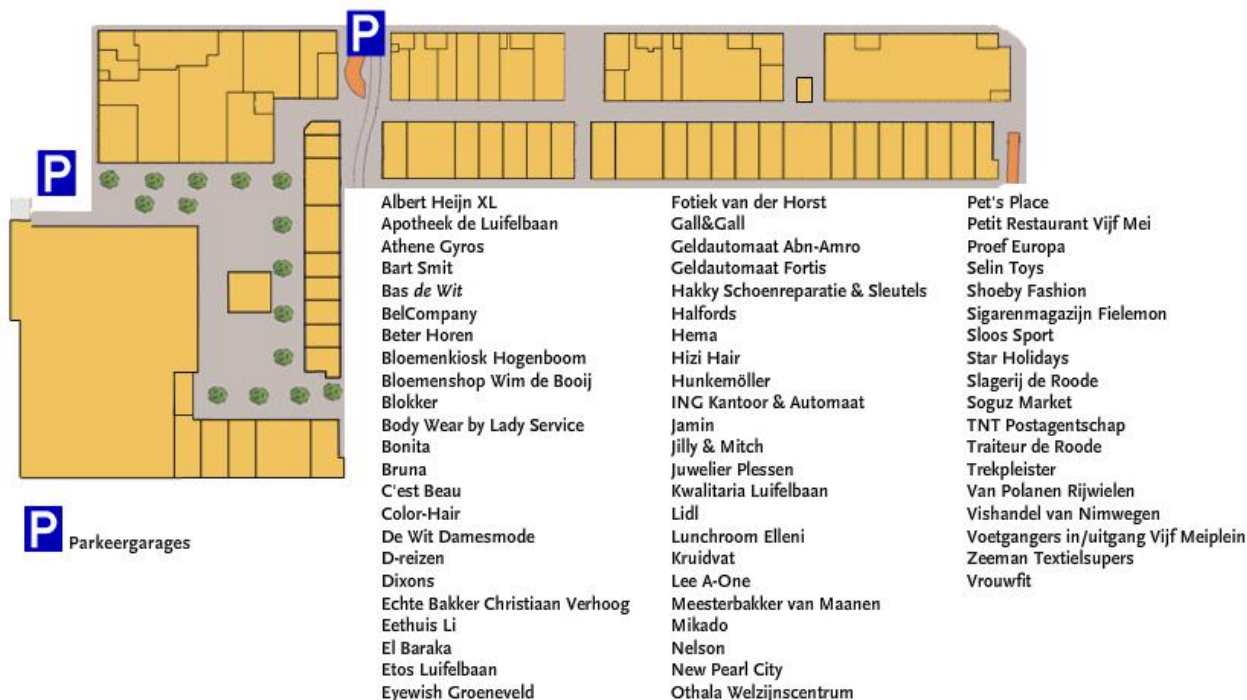 P
P
Albert Heijn XL
Apotheek de Luifelbaan
Athene Gyros
Bart Smit
Bas de Wit
BelCompany
Beter Horen
Bloemenkiosk Hogenboom
Bloemenshop Wim de Booij
Blokker
Body Wear by Lady Service
Bonita
Bruna
C'est Beau
Color-Hair
De Wit Damesmode
D-reizen
Dixons
Echte Bakker Christiaan Verhoog
Eethuis Li
El Baraka
Etos Luifelbaan
Eyewish Groeneveld
Fotiek van der Horst
Gall&Gall
Geldautomaat Abn-Amro
Geldautomaat Fortis
Hakky Schoenreparatie & Sleutels
Halfords
Hema
Hizi Hair
Hunkemöller
ING Kantoor & Automaat
Jamin
Jilly & Mitch
Juwelier Plessen
Kwalitaria Luifelbaan
Lidl
Lunchroom Elleni
Kruidvat
Lee A-One
Meesterbakker van Maanen
Mikado
Nelson
New Pearl City
Othala Welzijnscentrum
Pet's Place
Petit Restaurant Vijf Mei
Proef Europa
Selin Toys
Shoeby Fashion
Sigarenmagazijn Fielemon
Sloos Sport
Star Holidays
Slagerij de Roode
Soguz Market
TNT Postagentschap
Traiteur de Roode
Trekpleister
Van Polanen Rijwielen
Vishandel van Nimwegen
Voetgangers in/uitgang Vijf Meiplein
Zeeman Textielsupers
Vrouwfit
P Parkeergarages